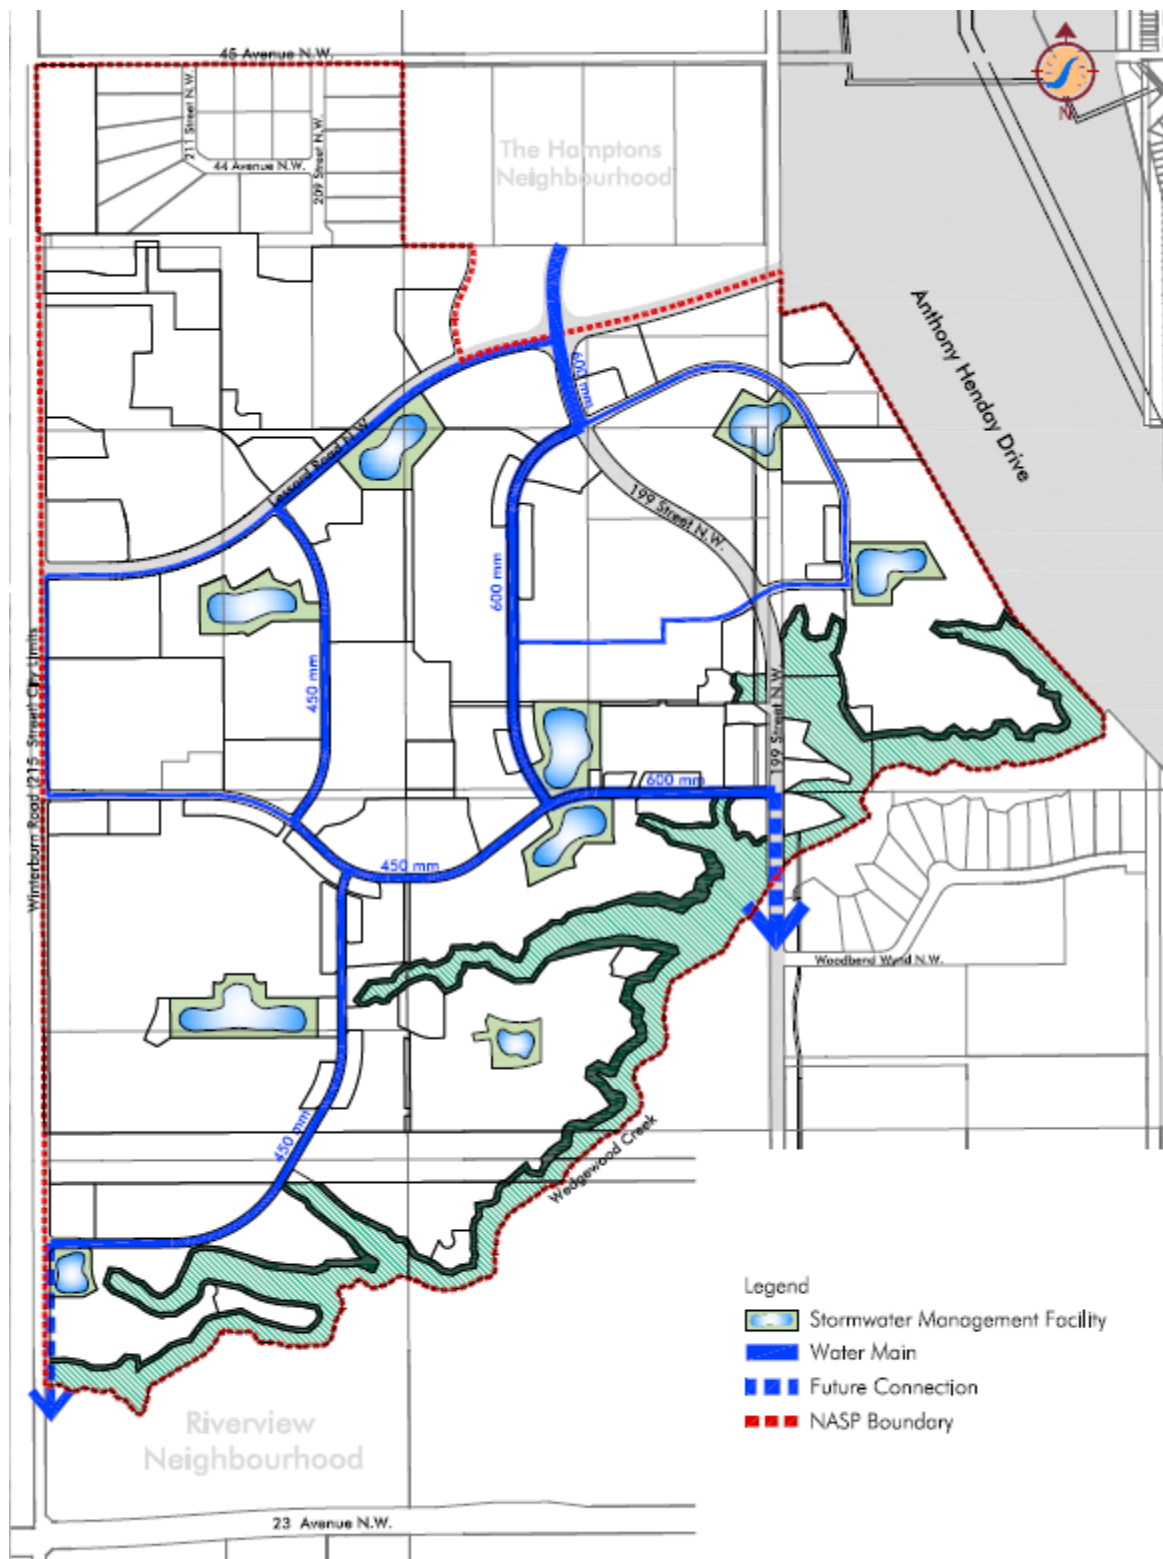 45 Avenue N.W.
211 Street N.W.
44 Avenue N.W.
209 Street N.W.
The Hamptons
Neighbourhood
N
Anthony Henday Drive
600 mm
Lessard Road N.W.
199 Street N.W.
600 mm
450 mm
Winterburn Road (215 Street) City Limits
199 Street N.W.
600 mm
450 mm
Woodbend Wynd N.W.
450 mm
Wedgewood Creek
Legend
Stormwater Management Facility
Water Main
Future Connection
NASP Boundary
Riverview
Neighbourhood
23 Avenue N.W.